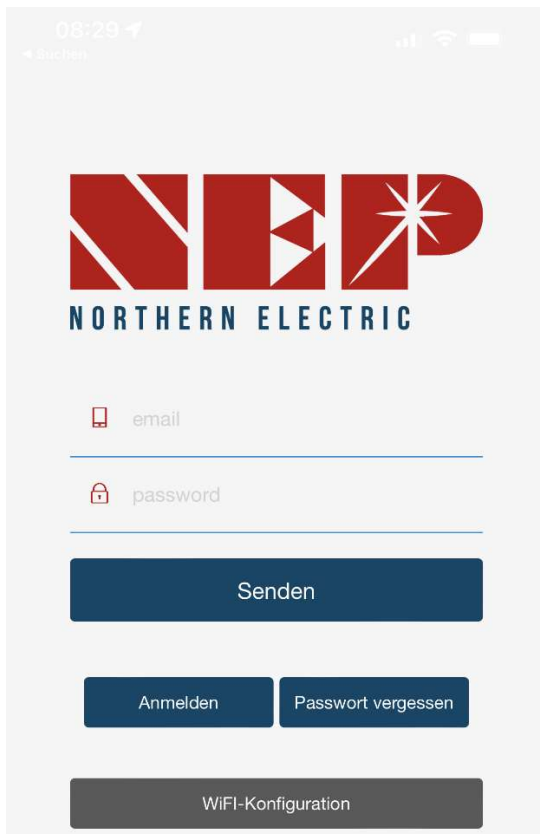 08:29
◀ Suchen
NEP
NORTHERN ELECTRIC
email
password
Senden
Anmelden
Passwort vergessen
WiFI-Konfiguration